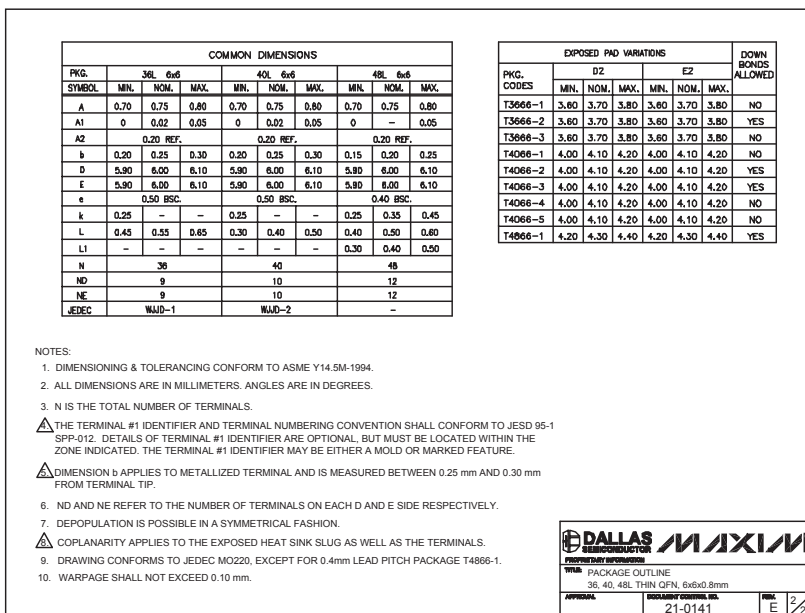 COMMON DIMENSIONS
PKG. 36L 6x6 40L 6x6 48L 6x6
SYMBOL MIN. NOM. MAX. MIN. NOM. MAX. MIN. NOM. MAX.
A 0.70 0.75 0.80 0.70 0.75 0.80 0.70 0.75 0.80
A1 0 0.02 0.05 0 0.02 0.05 0 – 0.05
A2 0.20 REF. 0.20 REF. 0.20 REF.
b 0.20 0.25 0.30 0.20 0.25 0.30 0.15 0.20 0.25
D 5.90 6.00 6.10 5.90 6.00 6.10 5.90 6.00 6.10
E 5.90 6.00 6.10 5.90 6.00 6.10 5.90 6.00 6.10
e 0.50 BSC. 0.50 BSC. 0.40 BSC.
k 0.25 – – 0.25 – – 0.25 0.35 0.45
L 0.45 0.55 0.65 0.30 0.40 0.50 0.40 0.50 0.60
L1 – – – – – – 0.30 0.40 0.50
N 36 40 48
ND 9 10 12
NE 9 10 12
JEDEC WJJD-1 WJJD-2 –
EXPOSED PAD VARIATIONS
PKG. CODES D2 E2 DOWN BONDS ALLOWED
MIN. NOM. MAX. MIN. NOM. MAX.
T3666-1 3.60 3.70 3.80 3.60 3.70 3.80 NO
T3666-2 3.60 3.70 3.80 3.60 3.70 3.80 YES
T3666-3 3.60 3.70 3.80 3.60 3.70 3.80 NO
T4066-1 4.00 4.10 4.20 4.00 4.10 4.20 NO
T4066-2 4.00 4.10 4.20 4.00 4.10 4.20 YES
T4066-3 4.00 4.10 4.20 4.00 4.10 4.20 YES
T4066-4 4.00 4.10 4.20 4.00 4.10 4.20 NO
T4066-5 4.00 4.10 4.20 4.00 4.10 4.20 NO
T4866-1 4.20 4.30 4.40 4.20 4.30 4.40 YES
NOTES:
1. DIMENSIONING & TOLERANCING CONFORM TO ASME Y14.5M-1994.
2. ALL DIMENSIONS ARE IN MILLIMETERS. ANGLES ARE IN DEGREES.
3. N IS THE TOTAL NUMBER OF TERMINALS.
4. THE TERMINAL #1 IDENTIFIER AND TERMINAL NUMBERING CONVENTION SHALL CONFORM TO JESD 95-1
SPP-012. DETAILS OF TERMINAL #1 IDENTIFIER ARE OPTIONAL, BUT MUST BE LOCATED WITHIN THE
ZONE INDICATED. THE TERMINAL #1 IDENTIFIER MAY BE EITHER A MOLD OR MARKED FEATURE.
5. DIMENSION b APPLIES TO METALLIZED TERMINAL AND IS MEASURED BETWEEN 0.25 mm AND 0.30 mm
FROM TERMINAL TIP.
6. ND AND NE REFER TO THE NUMBER OF TERMINALS ON EACH D AND E SIDE RESPECTIVELY.
7. DEPOPULATION IS POSSIBLE IN A SYMMETRICAL FASHION.
8. COPLANARITY APPLIES TO THE EXPOSED HEAT SINK SLUG AS WELL AS THE TERMINALS.
9. DRAWING CONFORMS TO JEDEC MO220, EXCEPT FOR 0.4mm LEAD PITCH PACKAGE T4866-1.
10. WARPAGE SHALL NOT EXCEED 0.10 mm.
DALLAS SEMICONDUCTOR MAXIM
PROPRIETARY INFORMATION
TITLE: PACKAGE OUTLINE
36, 40, 48L THIN QFN, 6x6x0.8mm
APPROVAL DOCUMENT CONTROL NO. REV.
21-0141 E 2/2